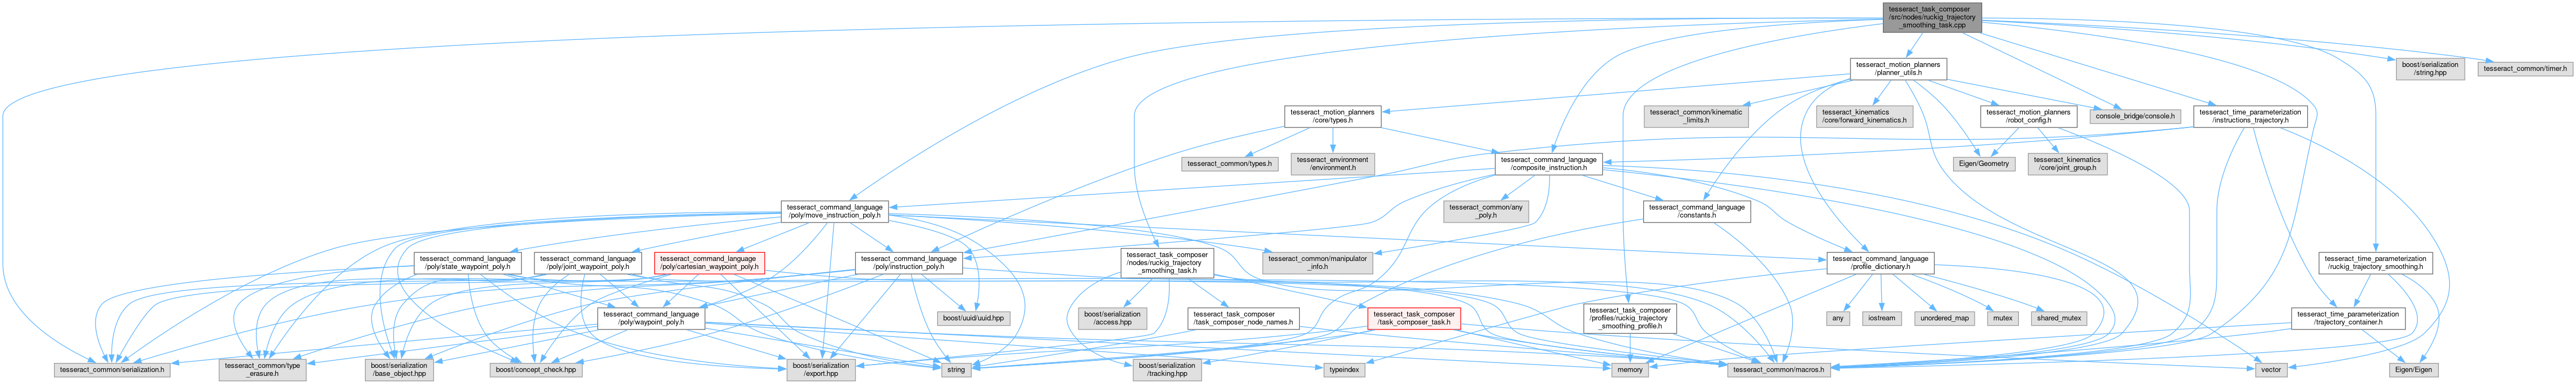 tesseract_task_composer
/src/nodes/ruckig_trajectory
_smoothing_task.cpp
tesseract_motion_planners
/planner_utils.h
boost/serialization
/string.hpp
tesseract_common/timer.h
tesseract_motion_planners
/core/types.h
tesseract_common/kinematic
_limits.h
tesseract_kinematics
/core/forward_kinematics.h
tesseract_motion_planners
/robot_config.h
console_bridge/console.h
tesseract_time_parameterization
/instructions_trajectory.h
tesseract_common/types.h
tesseract_environment
/environment.h
tesseract_command_language
/composite_instruction.h
Eigen/Geometry
tesseract_kinematics
/core/joint_group.h
tesseract_command_language
/poly/move_instruction_poly.h
tesseract_common/any
_poly.h
tesseract_command_language
/constants.h
tesseract_command_language
/poly/state_waypoint_poly.h
tesseract_command_language
/poly/joint_waypoint_poly.h
tesseract_command_language
/poly/cartesian_waypoint_poly.h
tesseract_command_language
/poly/instruction_poly.h
tesseract_task_composer
/nodes/ruckig_trajectory
_smoothing_task.h
tesseract_common/manipulator
_info.h
tesseract_command_language
/profile_dictionary.h
tesseract_time_parameterization
/ruckig_trajectory_smoothing.h
tesseract_command_language
/poly/waypoint_poly.h
boost/uuid/uuid.hpp
boost/serialization
/access.hpp
tesseract_task_composer
/task_composer_node_names.h
tesseract_task_composer
/task_composer_task.h
tesseract_task_composer
/profiles/ruckig_trajectory
_smoothing_profile.h
any
iostream
unordered_map
mutex
shared_mutex
tesseract_time_parameterization
/trajectory_container.h
tesseract_common/serialization.h
tesseract_common/type
_erasure.h
boost/serialization
/base_object.hpp
boost/concept_check.hpp
boost/serialization
/export.hpp
string
boost/serialization
/tracking.hpp
typeindex
memory
tesseract_common/macros.h
vector
Eigen/Eigen